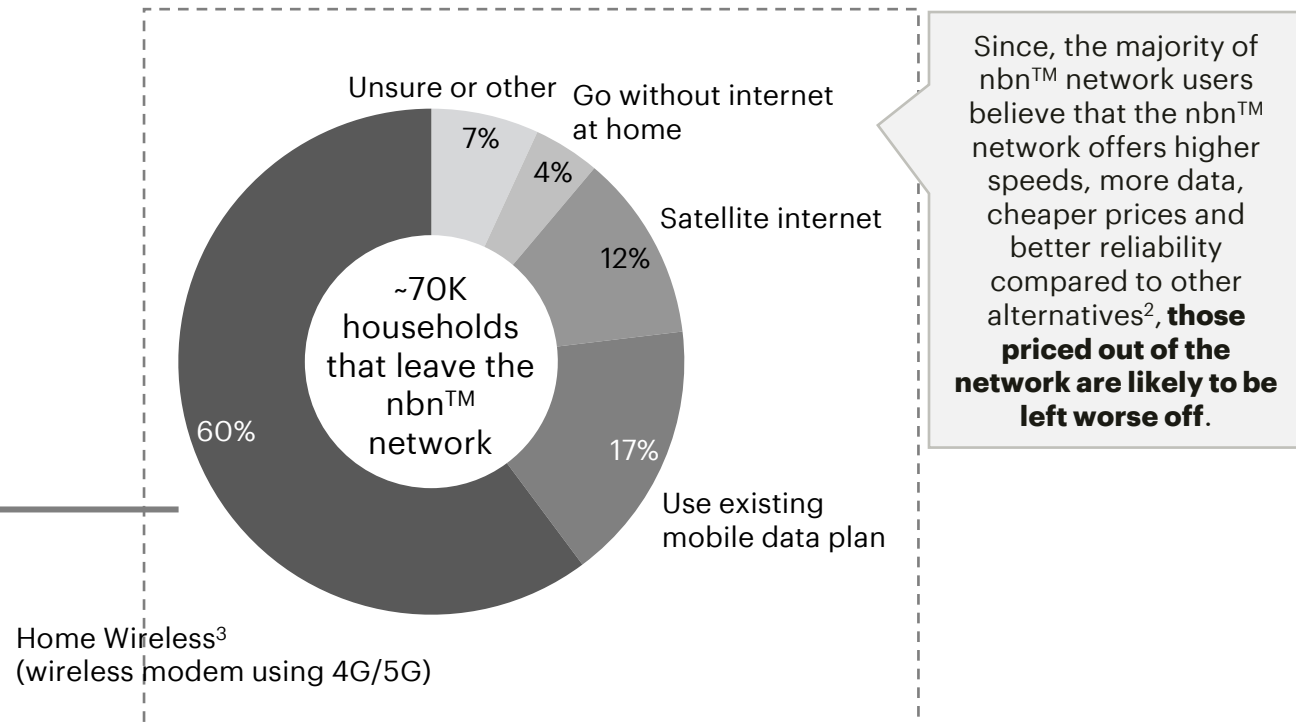 Unsure or other
Go without internet
at home
7%
4%
Satellite internet
12%
~70K
households
that leave the
nbn™
network
60%
17%
Use existing
mobile data plan
Home Wireless³
(wireless modem using 4G/5G)
Since, the majority of
nbn™ network users
believe that the nbn™
network offers higher
speeds, more data,
cheaper prices and
better reliability
compared to other
alternatives², those
priced out of the
network are likely to be
left worse off.